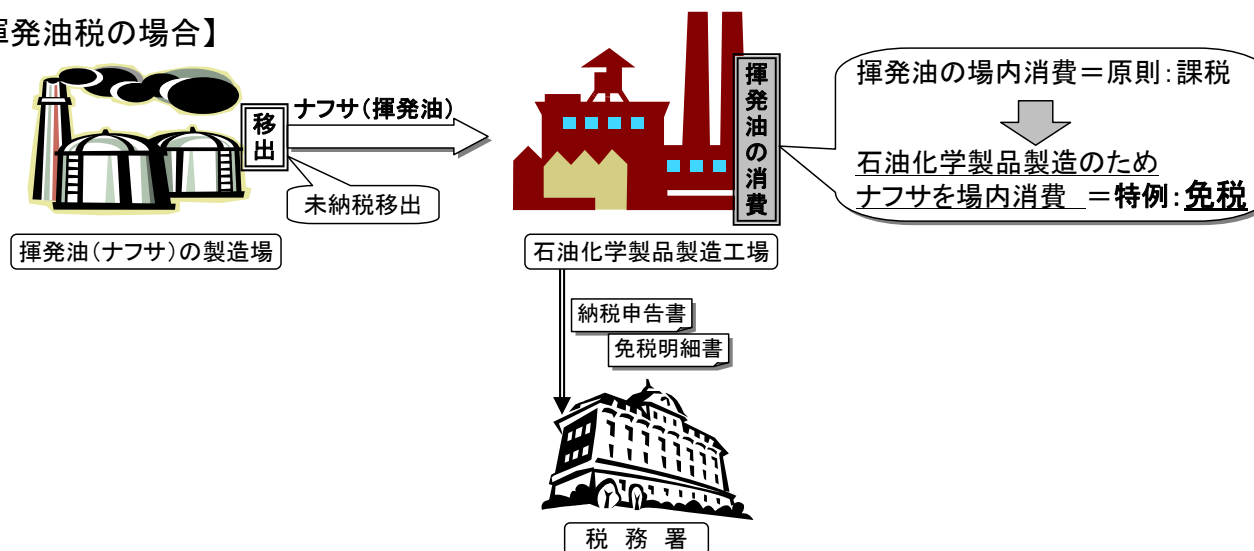 揮発油税の場合】
移出
ナフサ(揮発油)
未納税移出
揮発油(ナフサ)の製造場
揮発油の消費
石油化学製品製造工場
揮発油の場内消費=原則:課税
石油化学製品製造のため
ナフサを場内消費 =特例:免税
納税申告書
免税明細書
税 務 署